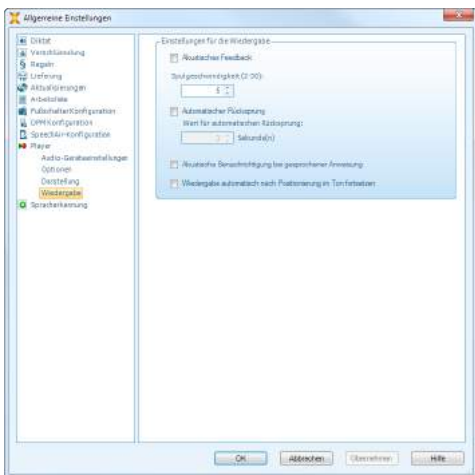 Allgemeine Einstellungen
Diktat
Verschlüsselung
Regeln
Lieferung
Aktualisierungen
Arbeitsliste
Fußschalterkonfiguration
DPM Konfiguration
SpeechAir-Konfiguration
Player
Audio-Geräteeinstellungen
Optionen
Darstellung
Wiedergabe
Spracherkennung
Einstellungen für die Wiedergabe
Akustisches Feedback
Spulgeschwindigkeit (2-30):
Automatischer Rücksprung
Wert für automatischen Rücksprung:
Sekunde(n)
Akustische Benachrichtigung bei gesprochener Anweisung
Wiedergabe automatisch nach Positionierung im Ton fortsetzen
OK
Abbrechen
Übernehmen
Hilfe